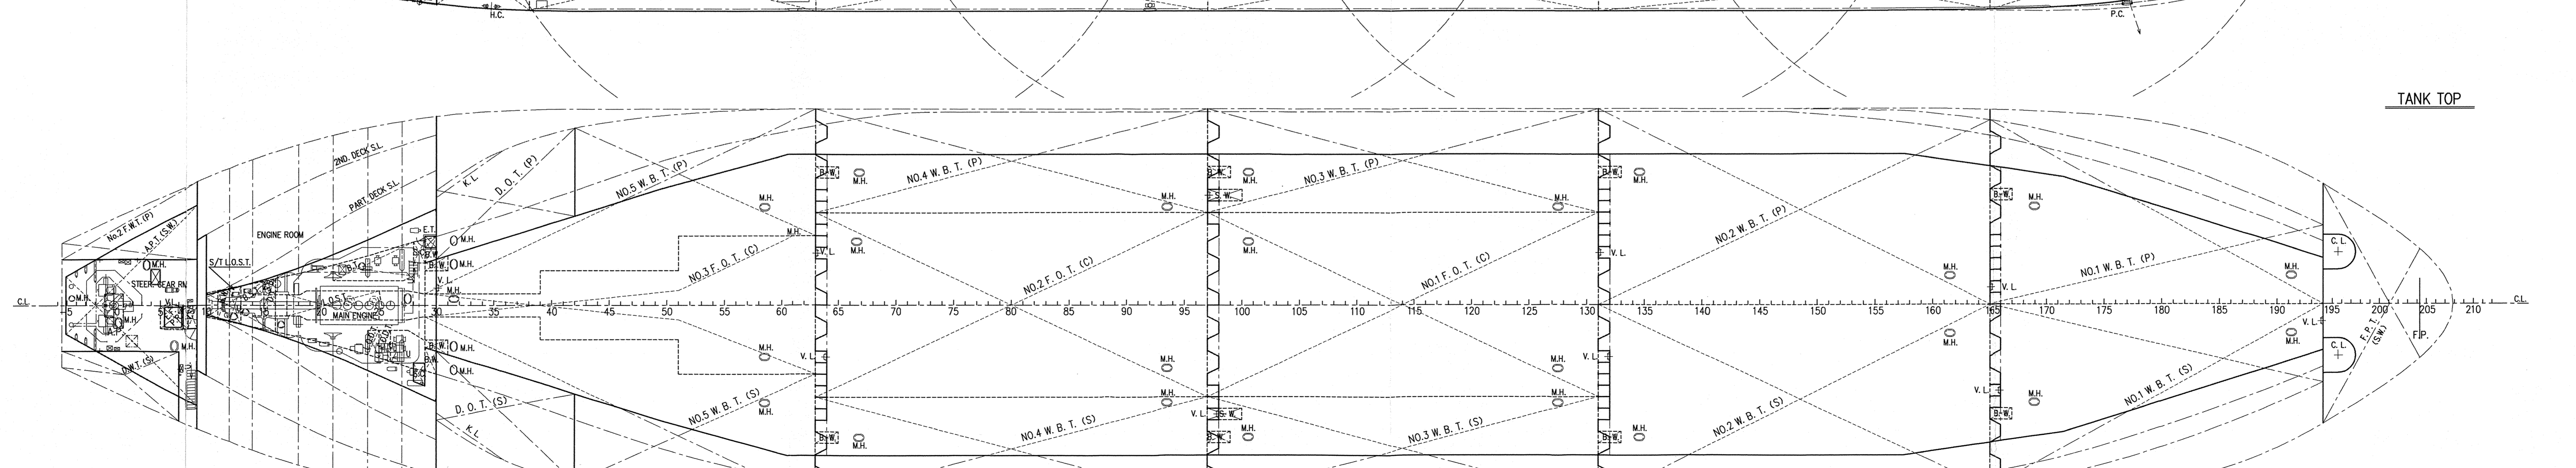 H.C.
P.C.
TANK TOP
2ND. DECK S.L.
PART. DECK S.L.
K.L
D. O. T. (P)
NO.5 W. B. T. (P)
NO.4 W. B. T. (P)
NO.3 W. B. T. (P)
NO.2 W. B. T. (P)
NO.1 W. B. T. (P)
B.W.
M.H.
B.W.
M.H.
B.W.
M.H.
S.W.
B.W.
M.H.
M.H.
M.H.
M.H.
No.2 F.W.T. (P)
A.P.T. (S.W.)
ENGINE ROOM
E.T.
M.H.
M.H.
V.L.
M.H.
M.H.
V.L.
C.L.
S/T L.O.S.T.
M.H.
STEER. GEAR RM
B.W.
M.H.
V.L.
M.H.
NO.3 F. O. T. (C)
NO.2 F. O. T. (C)
NO.1 F. O. T. (C)
M.H.
V.L.
M.H.
C.L.
M.H.
V.L.
L.O.S.T.
C.L.
-5 0 5 10 20 30 35 40 45 50 55 60 65 70 75 80 85 90 95 100 105 110 115 120 125 130 135 140 145 150 155 160 165 170 175 180 185 190 195 200 205 210
MAIN ENGINE
M.H.
V.L.
F.P.T.
(S.W.)
F.P.
M.H.
B.W.
M.H.
M.H.
M.H.
M.H.
M.H.
M.H.
C.L.
D.W.T. (S)
B.W.
M.H.
V.L.
M.H.
V.L.
M.H.
V.L.
D. O. T. (S)
K.L
NO.5 W. B. T. (S)
NO.4 W. B. T. (S)
NO.3 W. B. T. (S)
NO.2 W. B. T. (S)
NO.1 W. B. T. (S)
M.H.
M.H.
V.L.
S.W.
M.H.
M.H.
B.W.
B.W.
M.H.
B.W.
M.H.
B.W.
M.H.